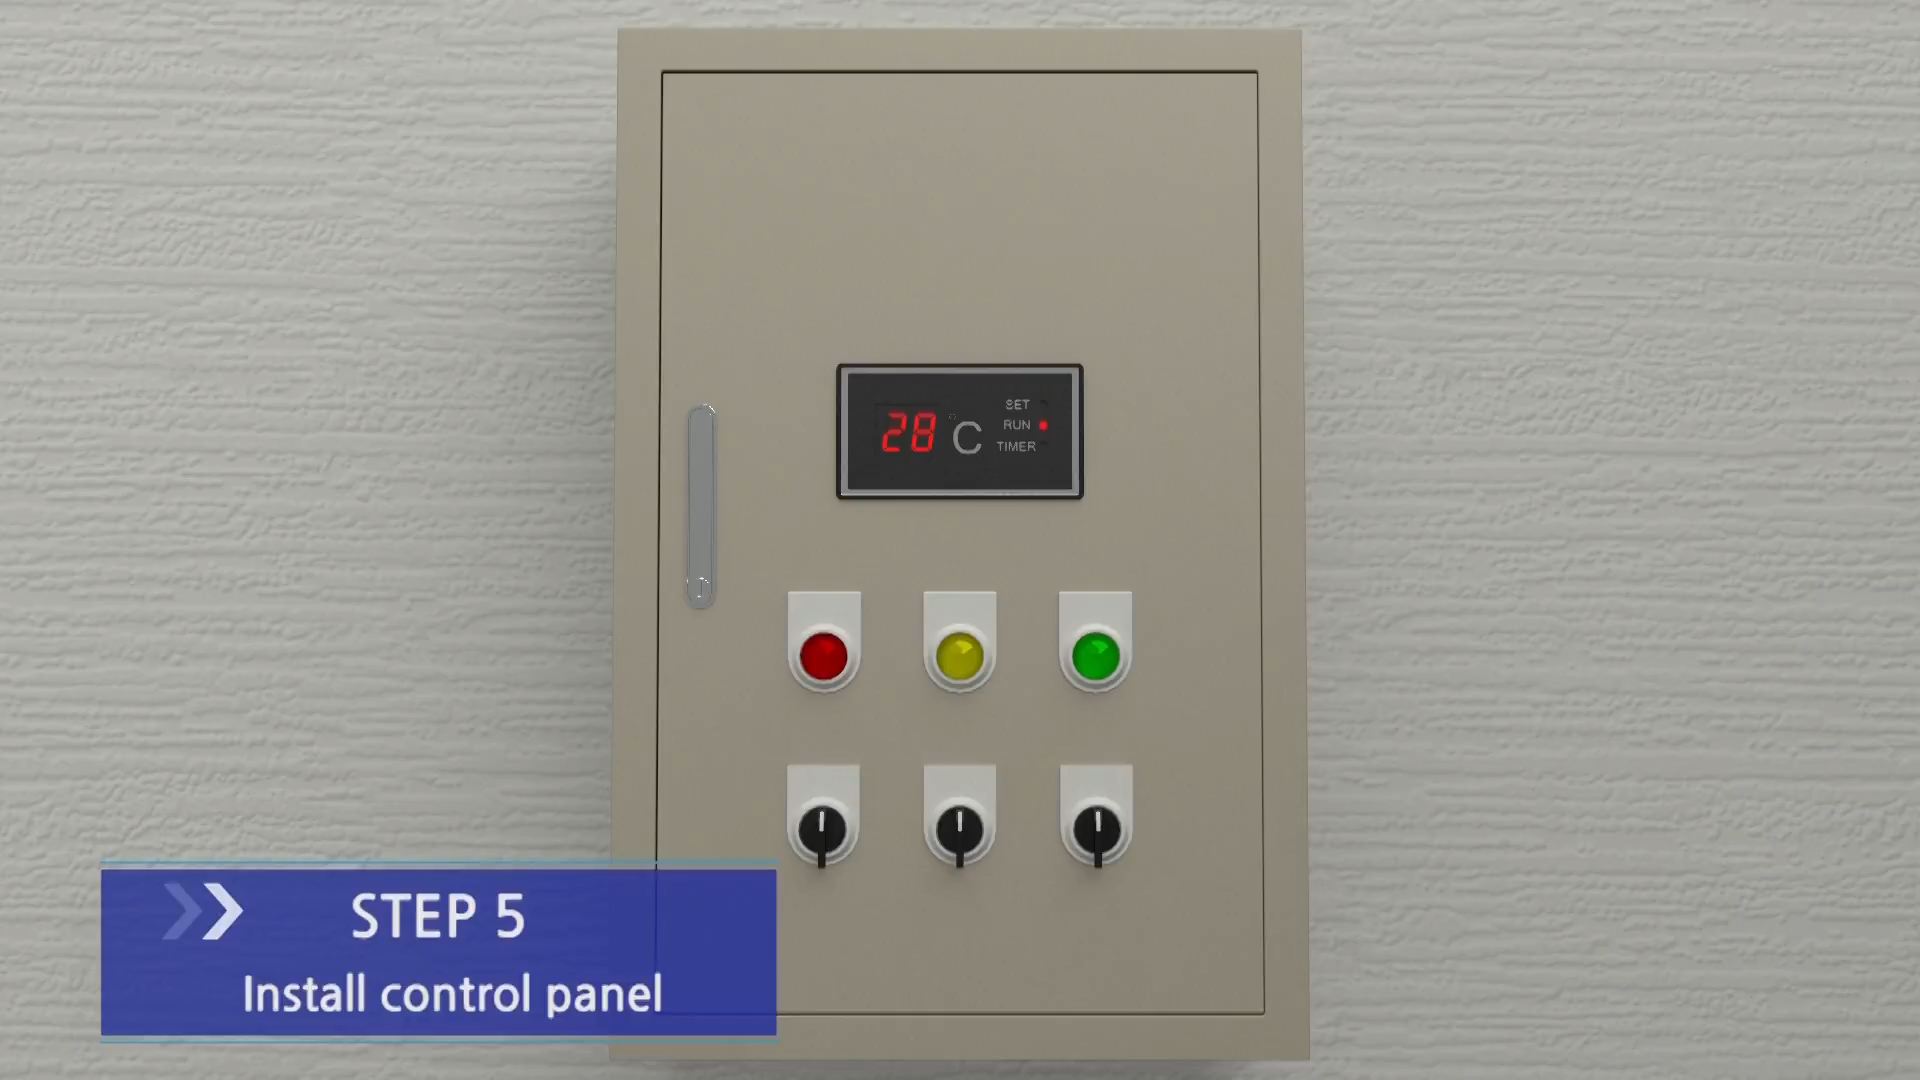 28 °C
SET
RUN
TIMER
STEP 5
Install control panel